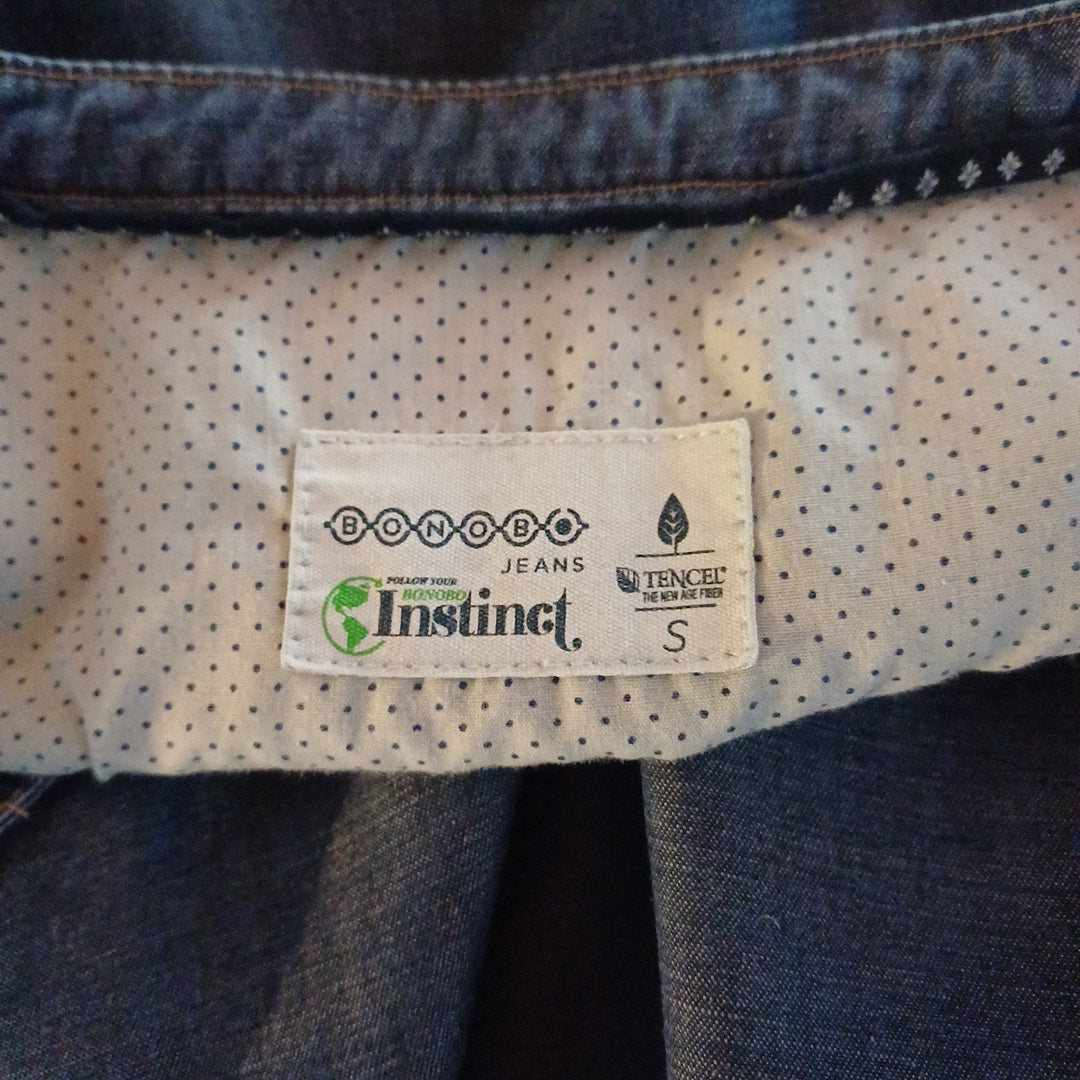 BONOBO
JEANS
FOLLOW YOUR
BONOBO
Instinct
TENCEL®
THE NEW AGE FIBER
S